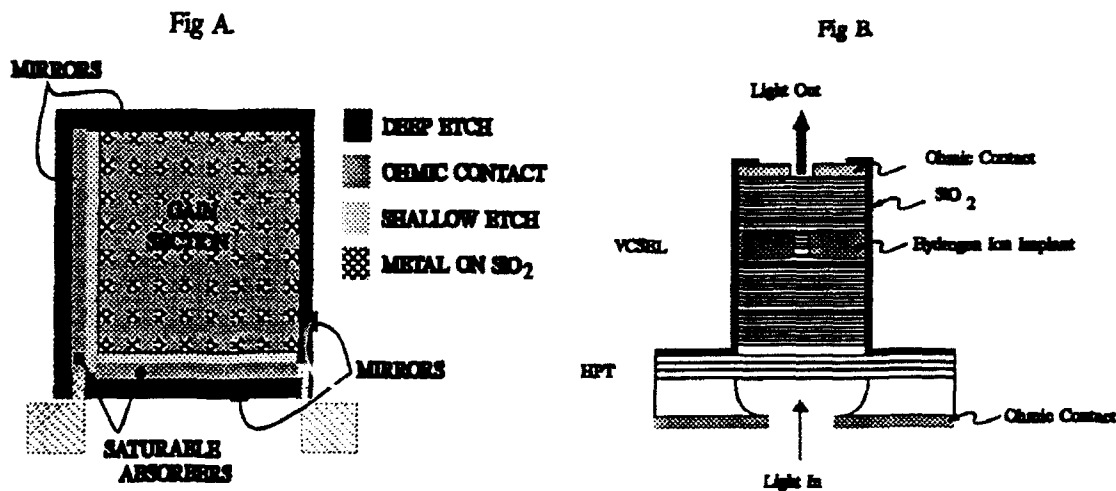 Fig A.
MIRRORS
DEEP ETCH
OHMIC CONTACT
SHALLOW ETCH
METAL ON SiO2
GAIN
SECTION
MIRRORS
SATURABLE
ABSORBERS
Fig B.
Light Out
Ohmic Contact
SiO2
VCSEL
Hydrogen Ion Implant
HPT
Ohmic Contact
Light In